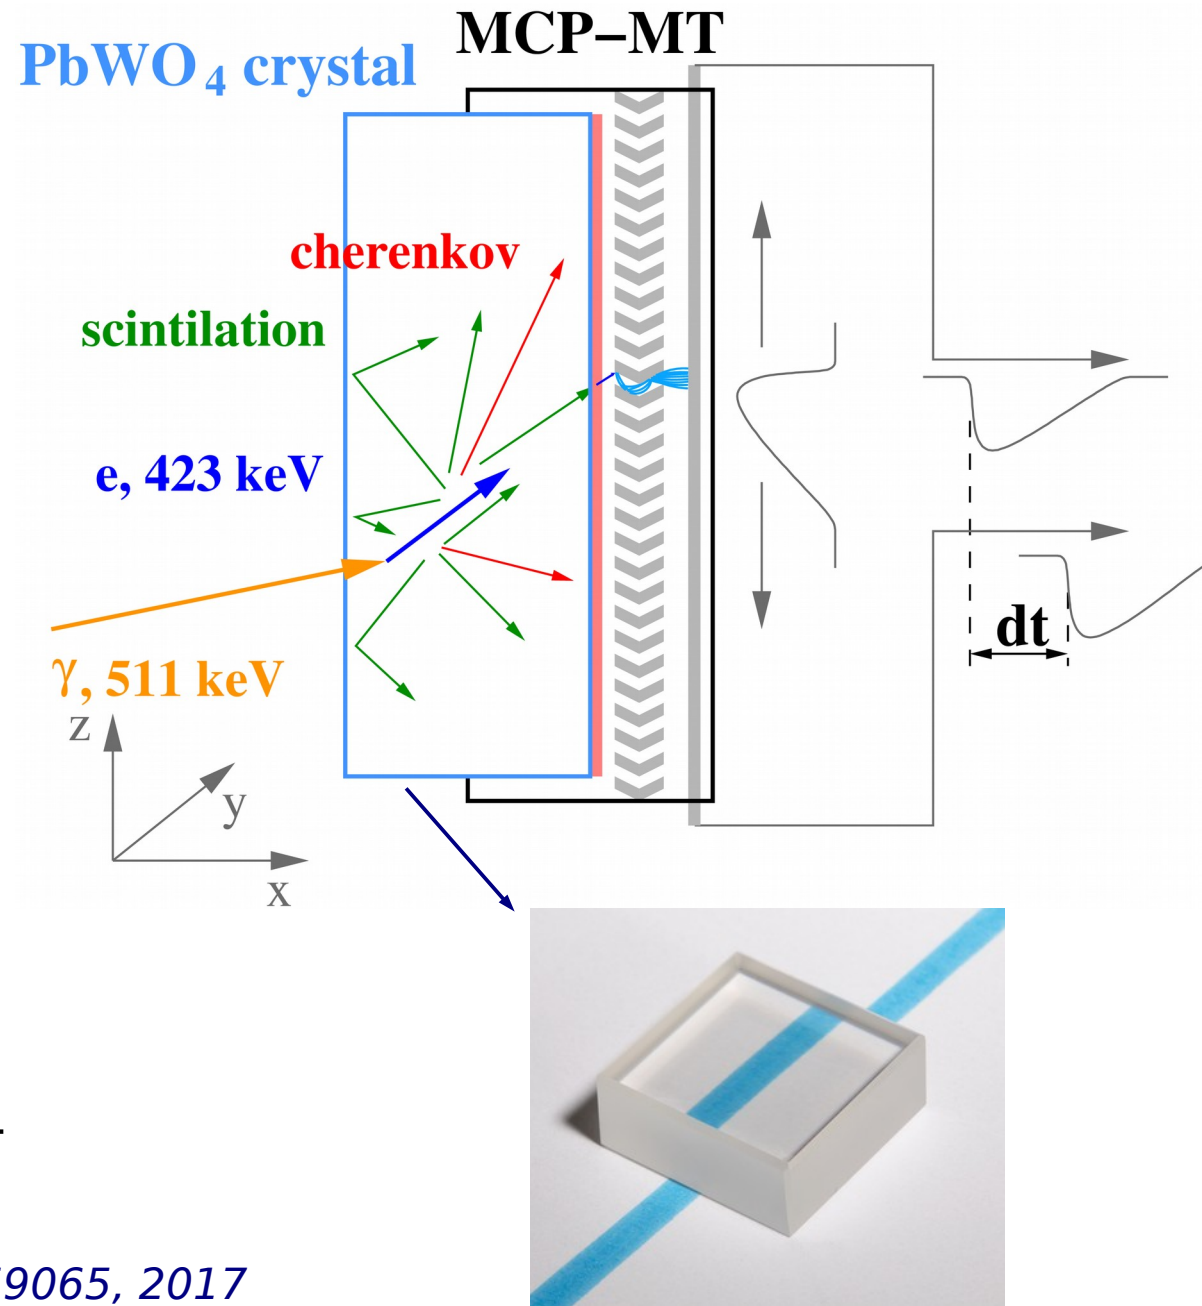 MCP–MT
PbWO₄ crystal
cherenkov
scintilation
e, 423 keV
γ, 511 keV
dt
z
y
x
9065, 2017